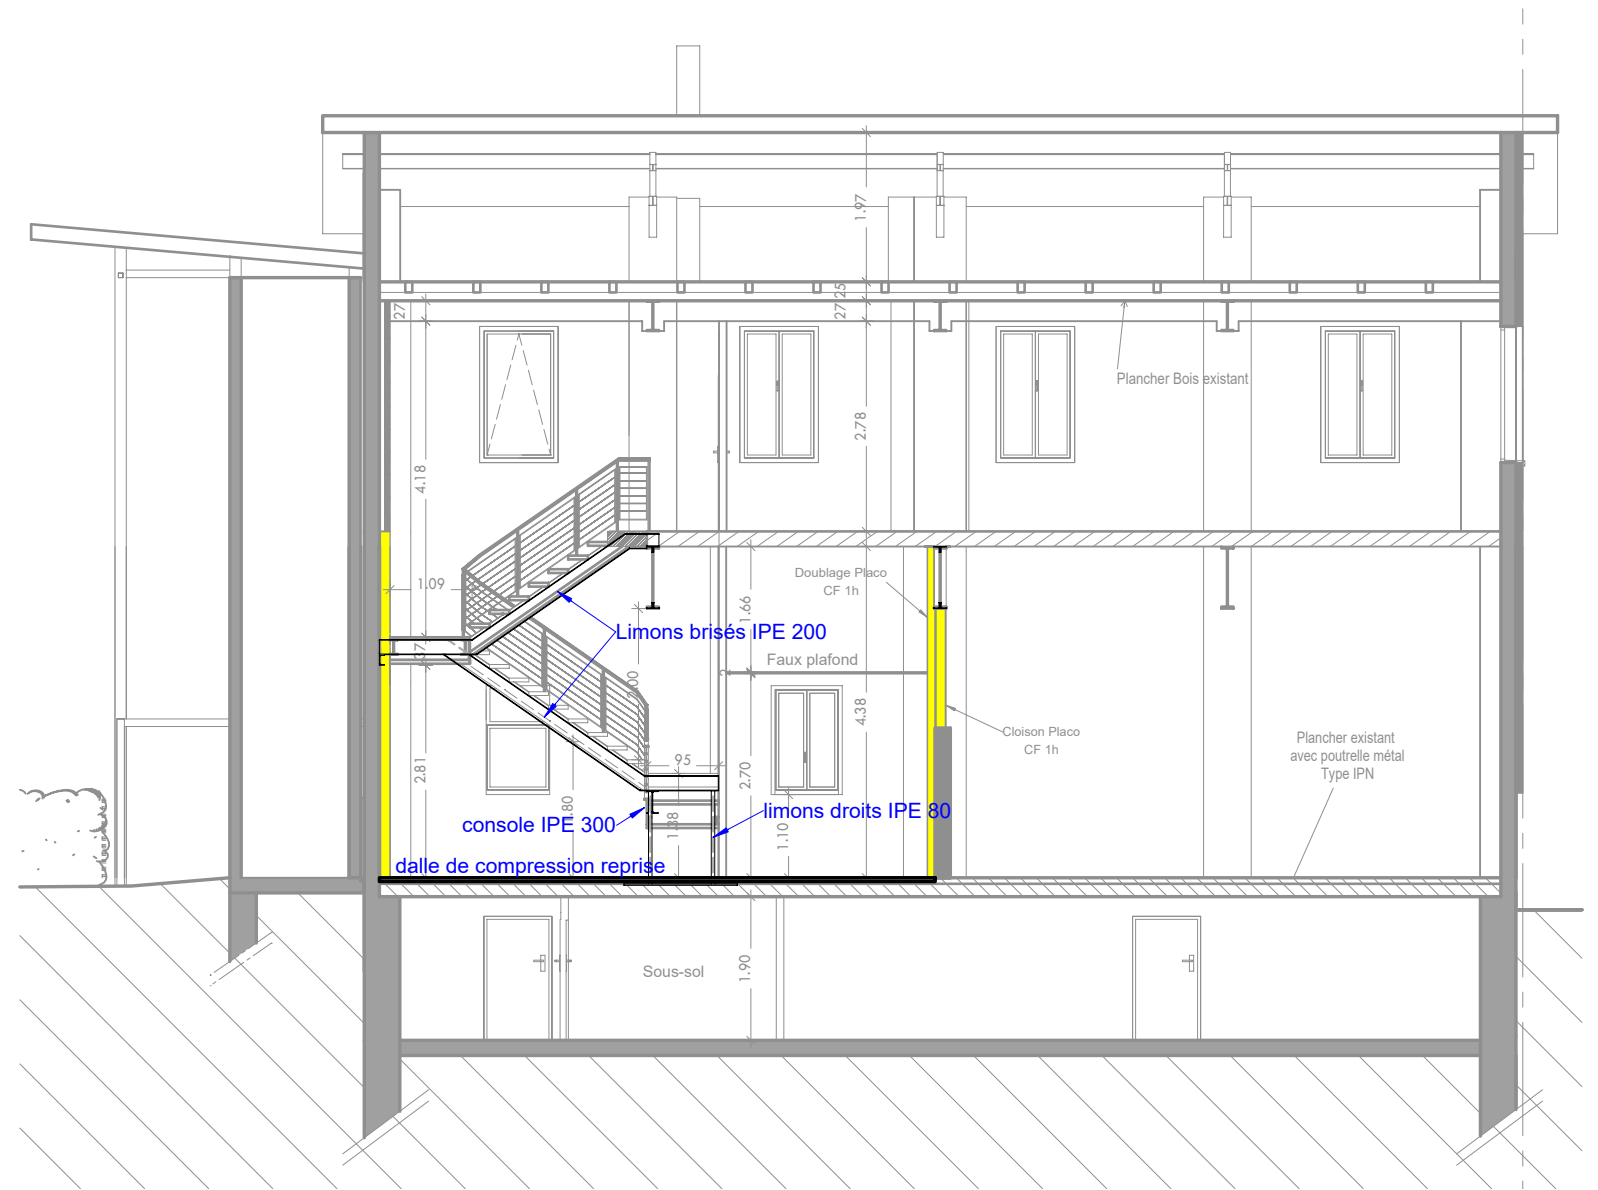 1.97
25
27
27
Plancher Bois existant
2.78
4.18
Doublage Placo
CF 1h
1.09
1.66
Limons brisés IPE 200
27
Faux plafond
2.00
4.38
Cloison Placo
CF 1h
Plancher existant
avec poutrelle métal
Type IPN
95
2.81
2.70
limons droits IPE 80
console IPE 300
1.38
1.10
dalle de compression reprise
Sous-sol
1.90